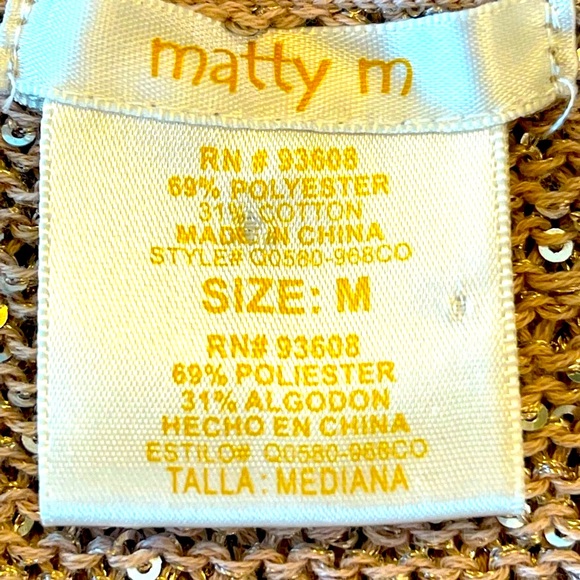 matty m
RN # 93608
69% POLYESTER
31% COTTON
MADE IN CHINA
STYLE# Q0580-968CO
SIZE: M
RN# 93608
69% POLIESTER
31% ALGODON
HECHO EN CHINA
ESTILO# Q0580-968CO
TALLA: MEDIANA